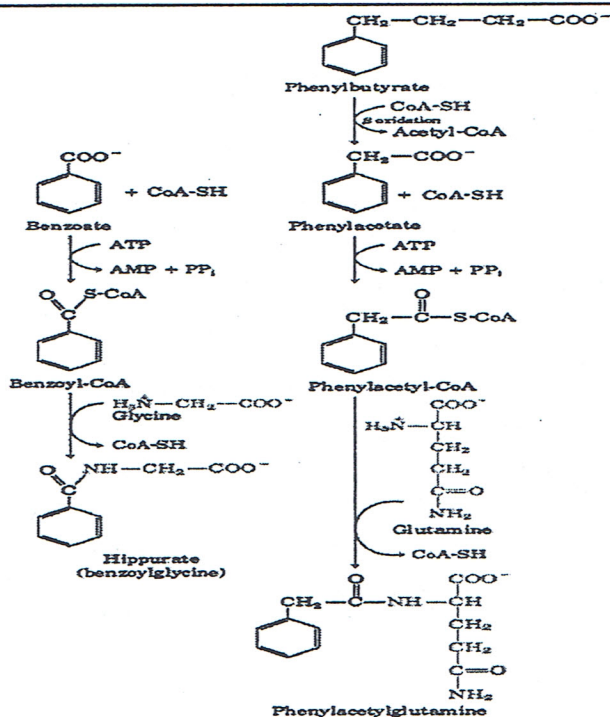 CH₂—CH₂—CH₂—COO⁻
Phenylbutyrate
CoA-SH
β oxidation
Acetyl-CoA
COO⁻
+ CoA-SH
Benzoate
ATP
AMP + PPᵢ
O
C
S-CoA
Benzoyl-CoA
H₃N⁺—CH₂—COO⁻
Glycine
CoA-SH
O
C
NH—CH₂—COO⁻
Hippurate
(benzoylglycine)
CH₂—COO⁻
+ CoA-SH
Phenylacetate
ATP
AMP + PPᵢ
O
CH₂—C—S-CoA
Phenylacetyl-CoA
COO⁻
H₃N⁺—CH
CH₂
CH₂
C=O
NH₂
Glutamine
CoA-SH
O COO⁻
CH₂—C—NH—CH
CH₂
CH₂
C=O
NH₂
Phenylacetylglutamine